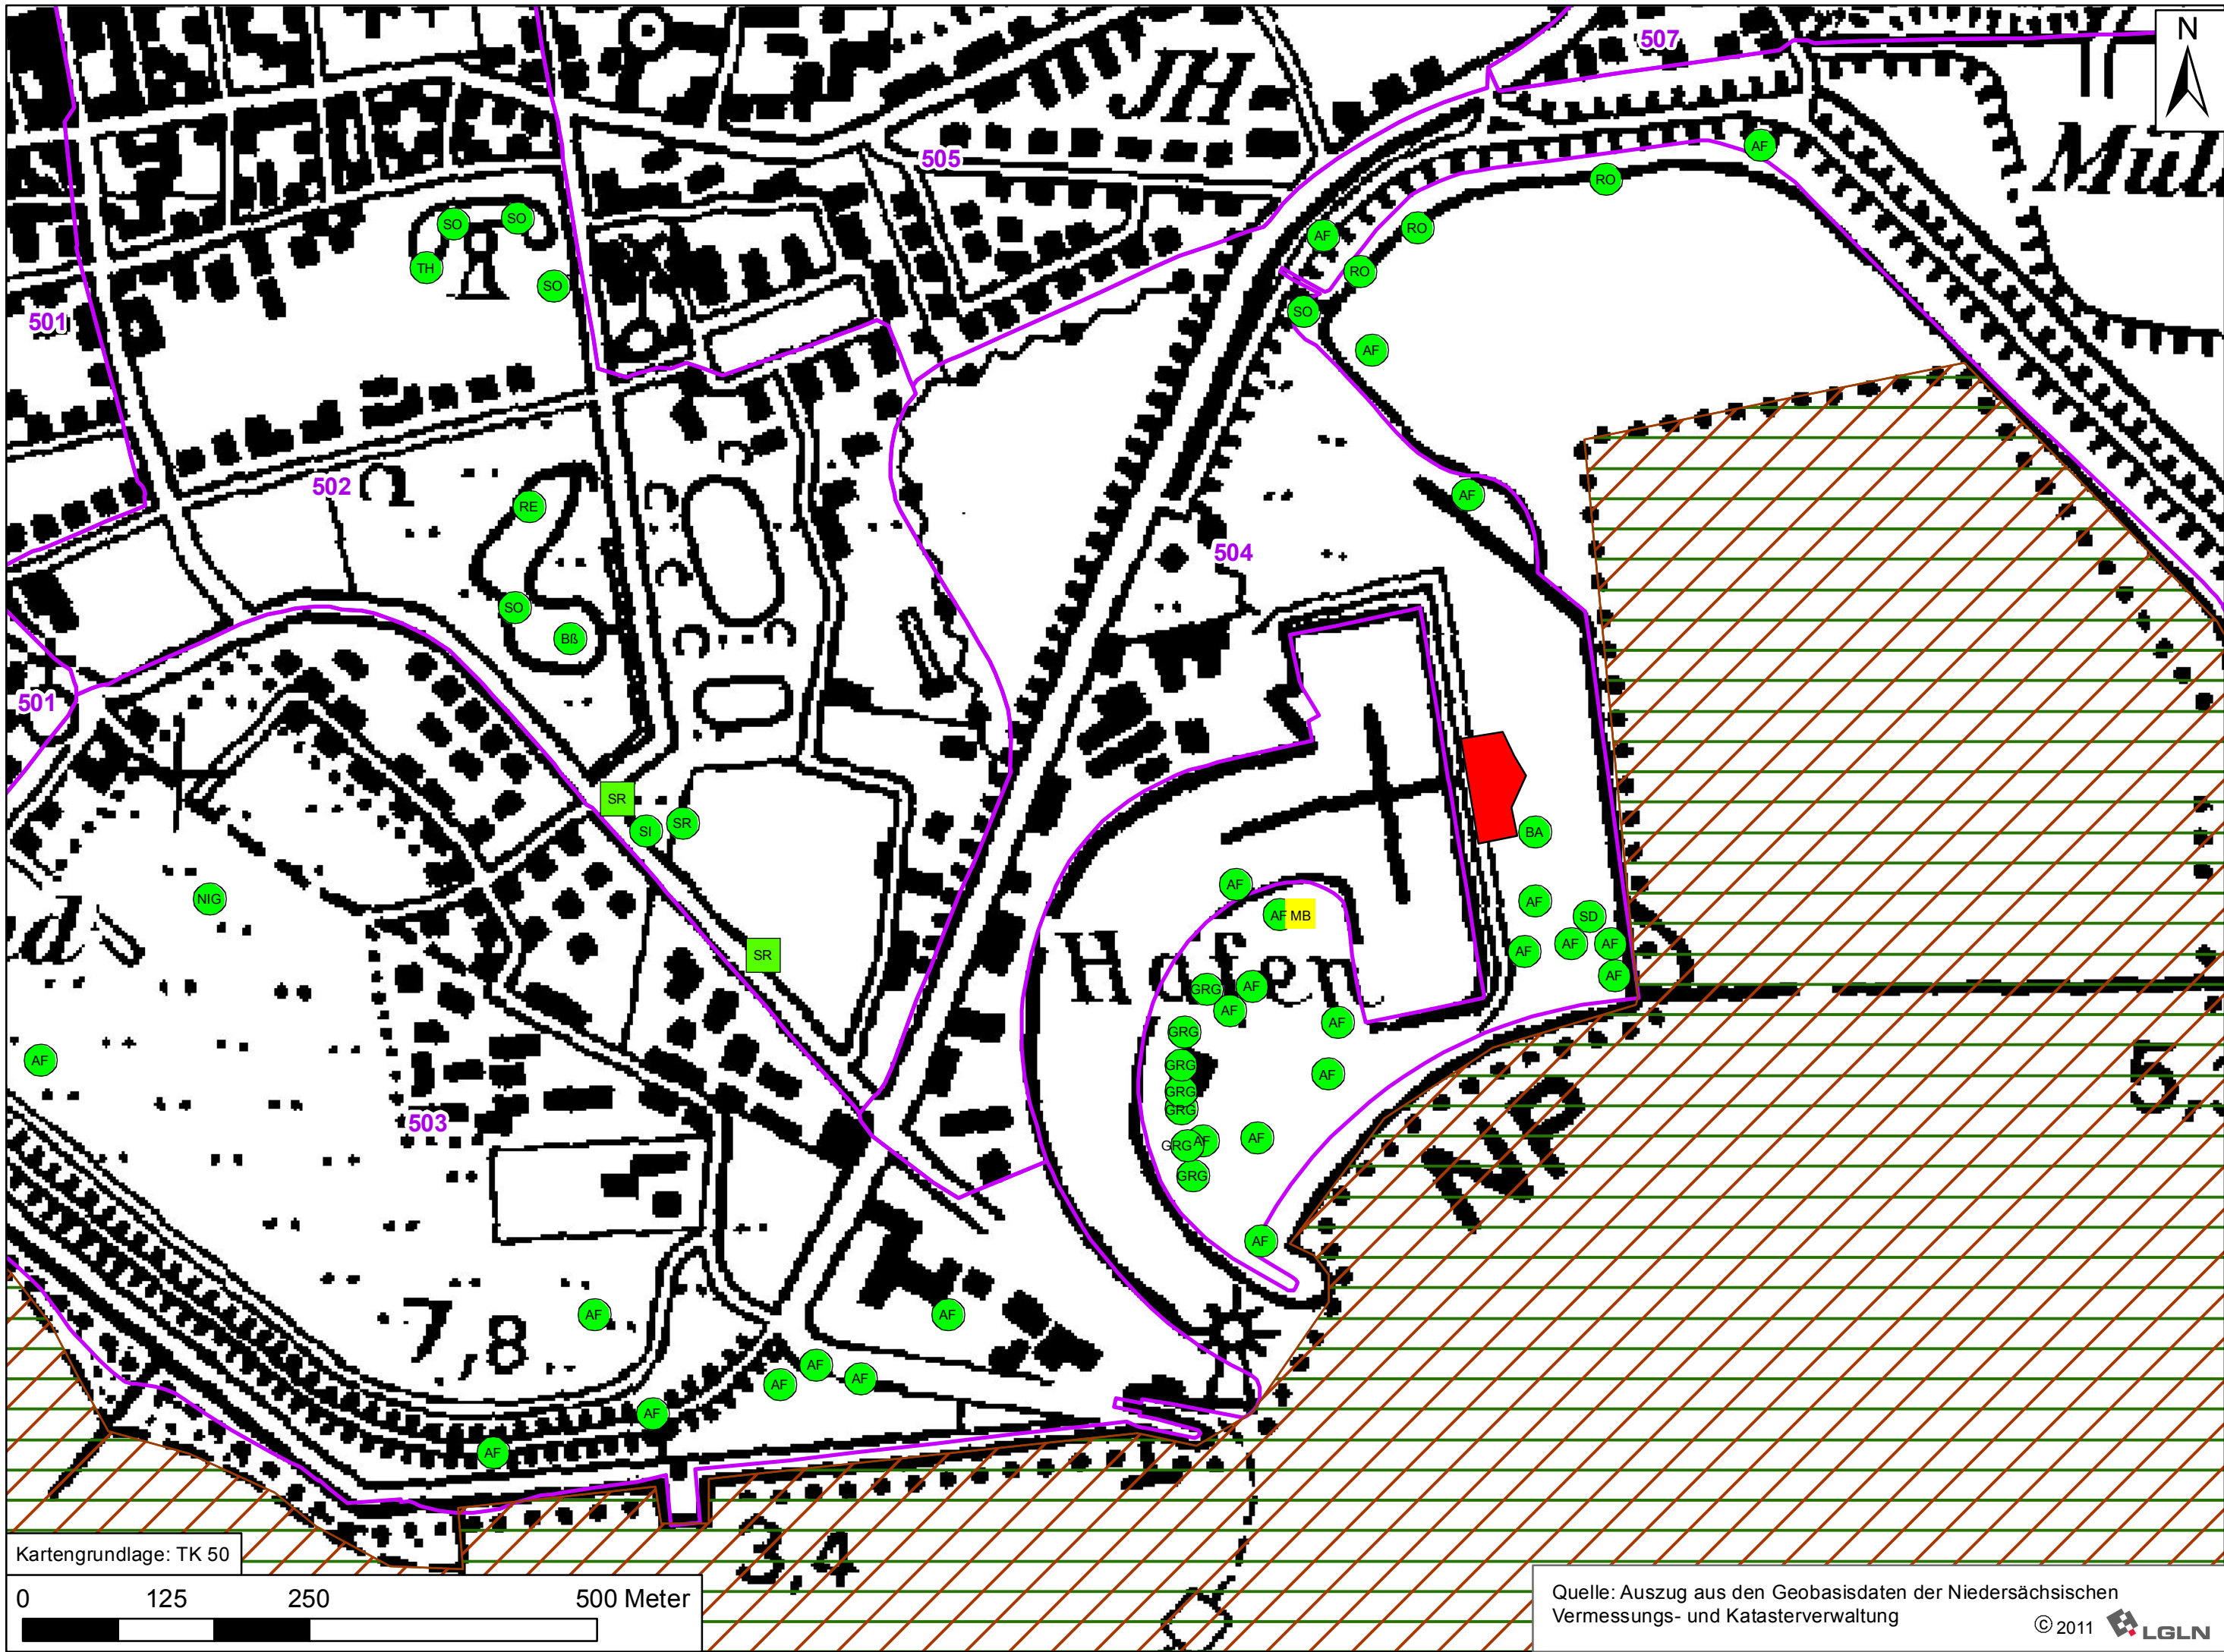 N
507
JH
505
AF
RO
SO
SO
RO
AF
TH
RO
SO
SO
501
AF
502
AF
RE
504
SO
Bß
501
SR
SR
SI
BA
AF
NIG
AF
AF MB
SD
AF
AF
AF
SR
AF
Hafen
GRG
AF
AF
AF
GRG
AF
GRG
AF
GRG
GRG
503
AF
GRG
AF
GRG
NP
5,
AF
7,8
AF
AF
AF
AF
AF
AF
AF
3,4
Kartengrundlage: TK 50
0 125 250 500 Meter
Quelle: Auszug aus den Geobasisdaten der Niedersächsischen
Vermessungs- und Katasterverwaltung
© 2011 LGLN